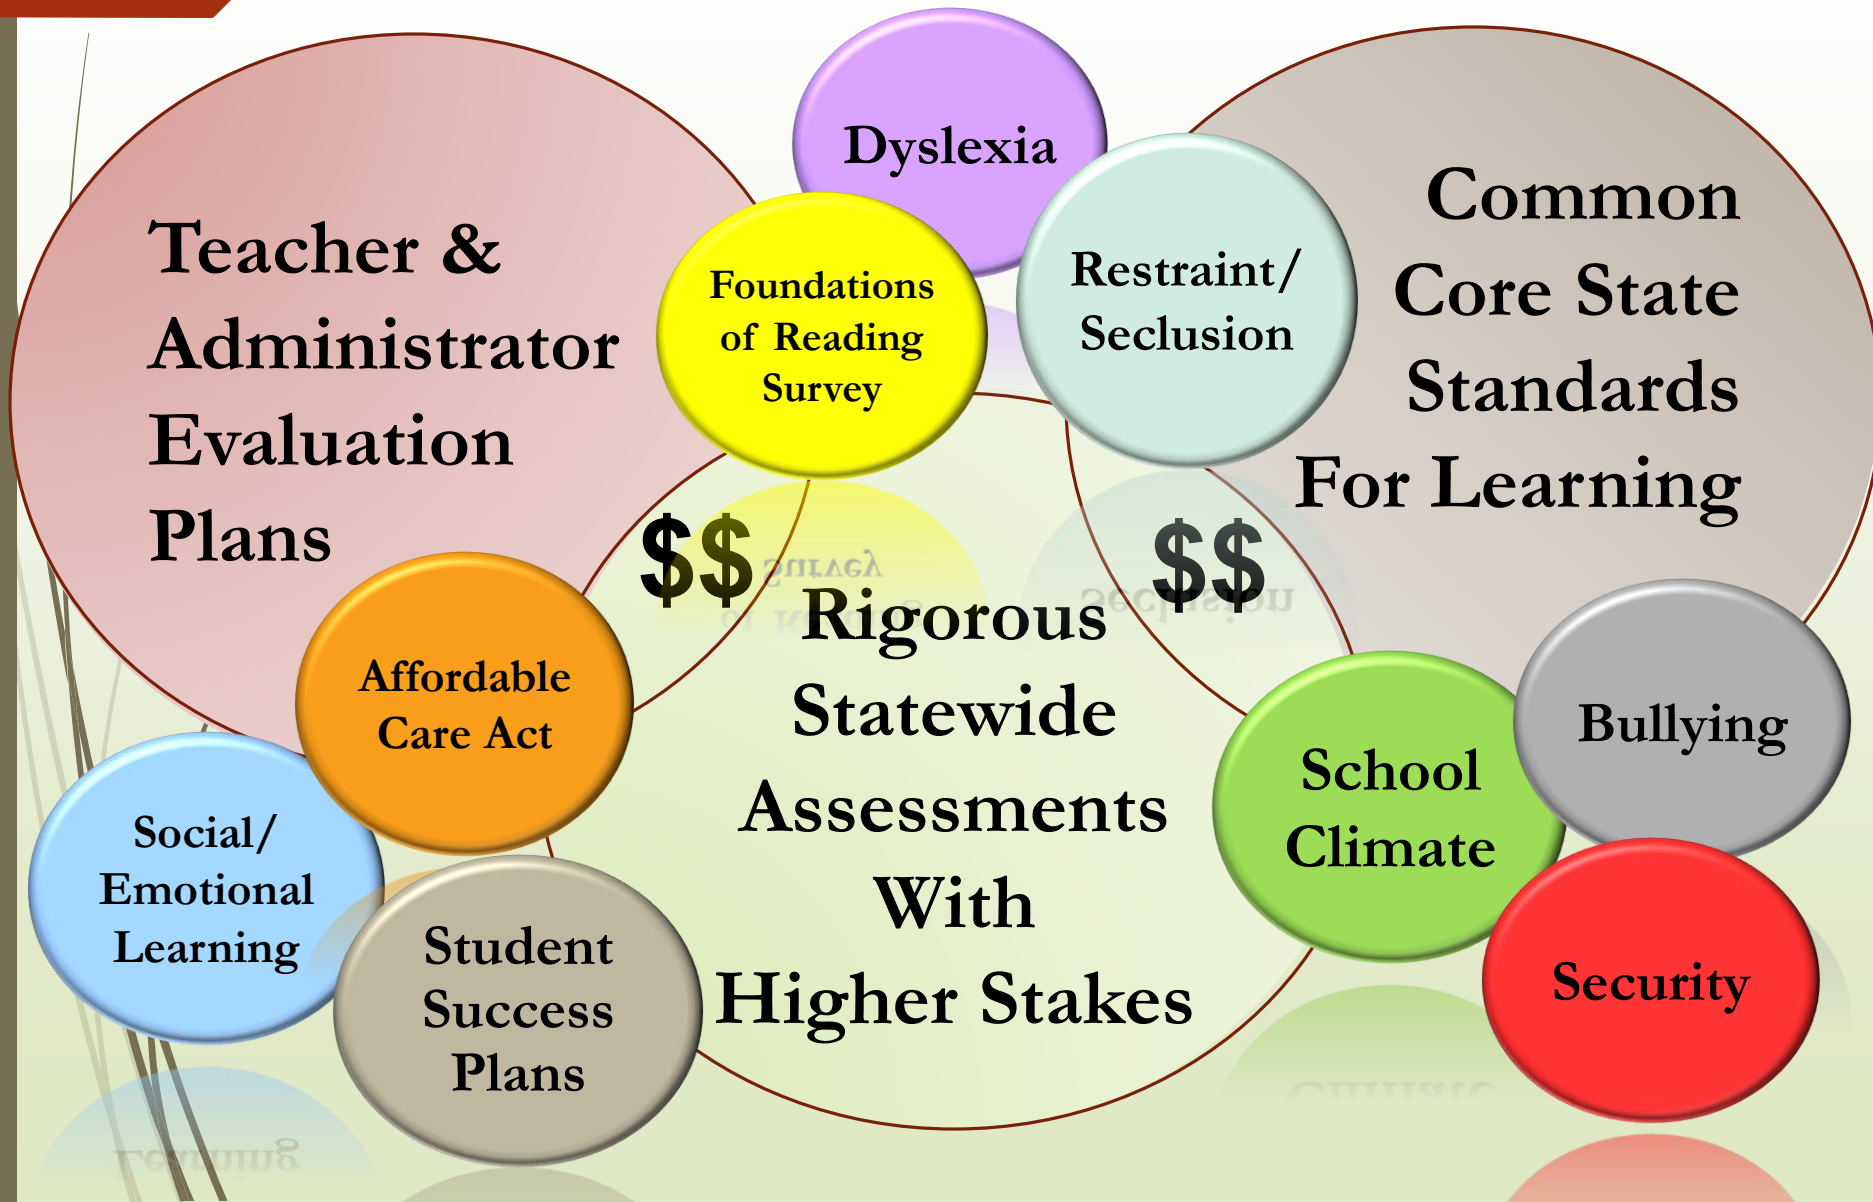 Teacher &
Administrator
Evaluation
Plans
Dyslexia
Foundations
of Reading
Survey
Restraint/
Seclusion
Common
Core State
Standards
For Learning
$$
$$
Rigorous
Statewide
Assessments
With
Higher Stakes
Affordable
Care Act
Social/
Emotional
Learning
Student
Success
Plans
School
Climate
Bullying
Security